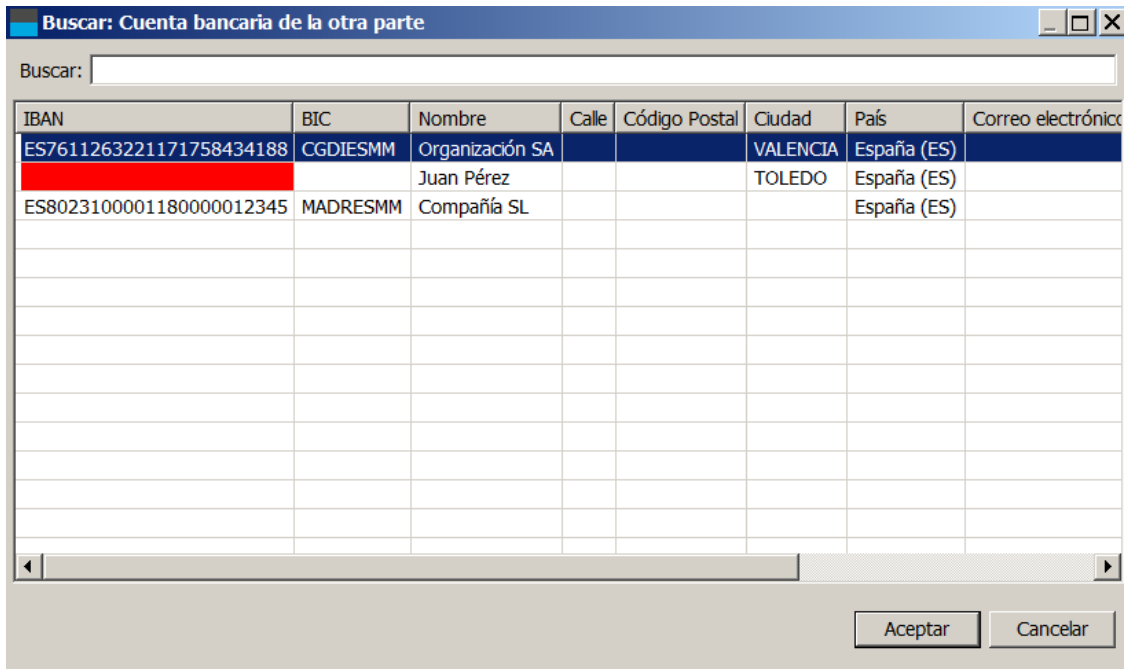 Buscar: Cuenta bancaria de la otra parte
Buscar:
IBAN BIC Nombre Calle Código Postal Ciudad País Correo electrónico
ES7611263221171758434188 CGDIESMM Organización SA VALENCIA España (ES)
Juan Pérez TOLEDO España (ES)
ES8023100001180000012345 MADRESMM Compañía SL España (ES)
Aceptar Cancelar